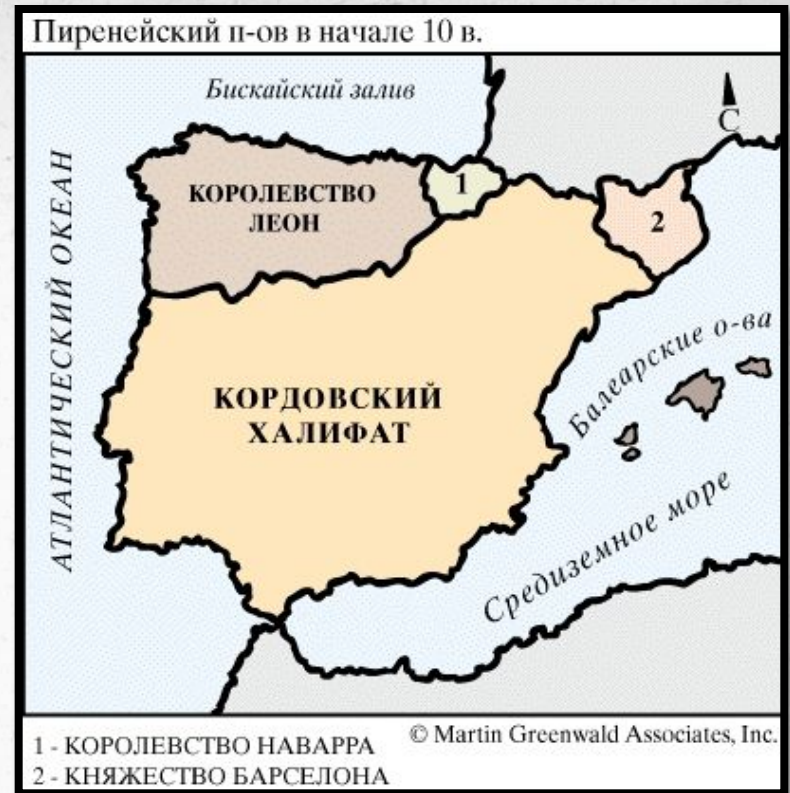 Пиренейский п-ов в начале 10 в.
Бискайский залив
С
АТЛАНТИЧЕСКИЙ ОКЕАН
КОРОЛЕВСТВО
ЛЕОН
1
2
КОРДОВСКИЙ
ХАЛИФАТ
Балеарские о-ва
Средиземное море
1 - КОРОЛЕВСТВО НАВАРРА
© Martin Greenwald Associates, Inc.
2 - КНЯЖЕСТВО БАРСЕЛОНА